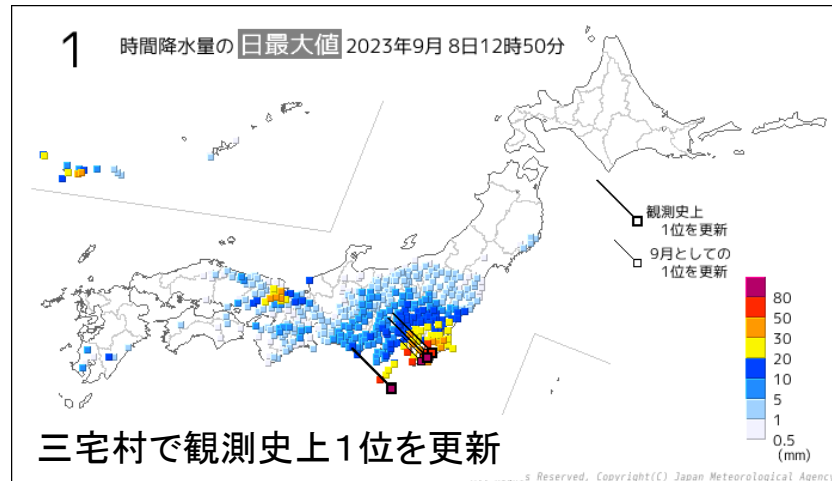 1 時間降水量の 日最大値 2023年9月 8日12時50分
観測史上
1位を更新
9月としての
1位を更新
80
50
30
20
10
5
1
0.5
(mm)
三宅村で観測史上1位を更新
s Reserved, Copyright(C) Japan Meteorological Agency